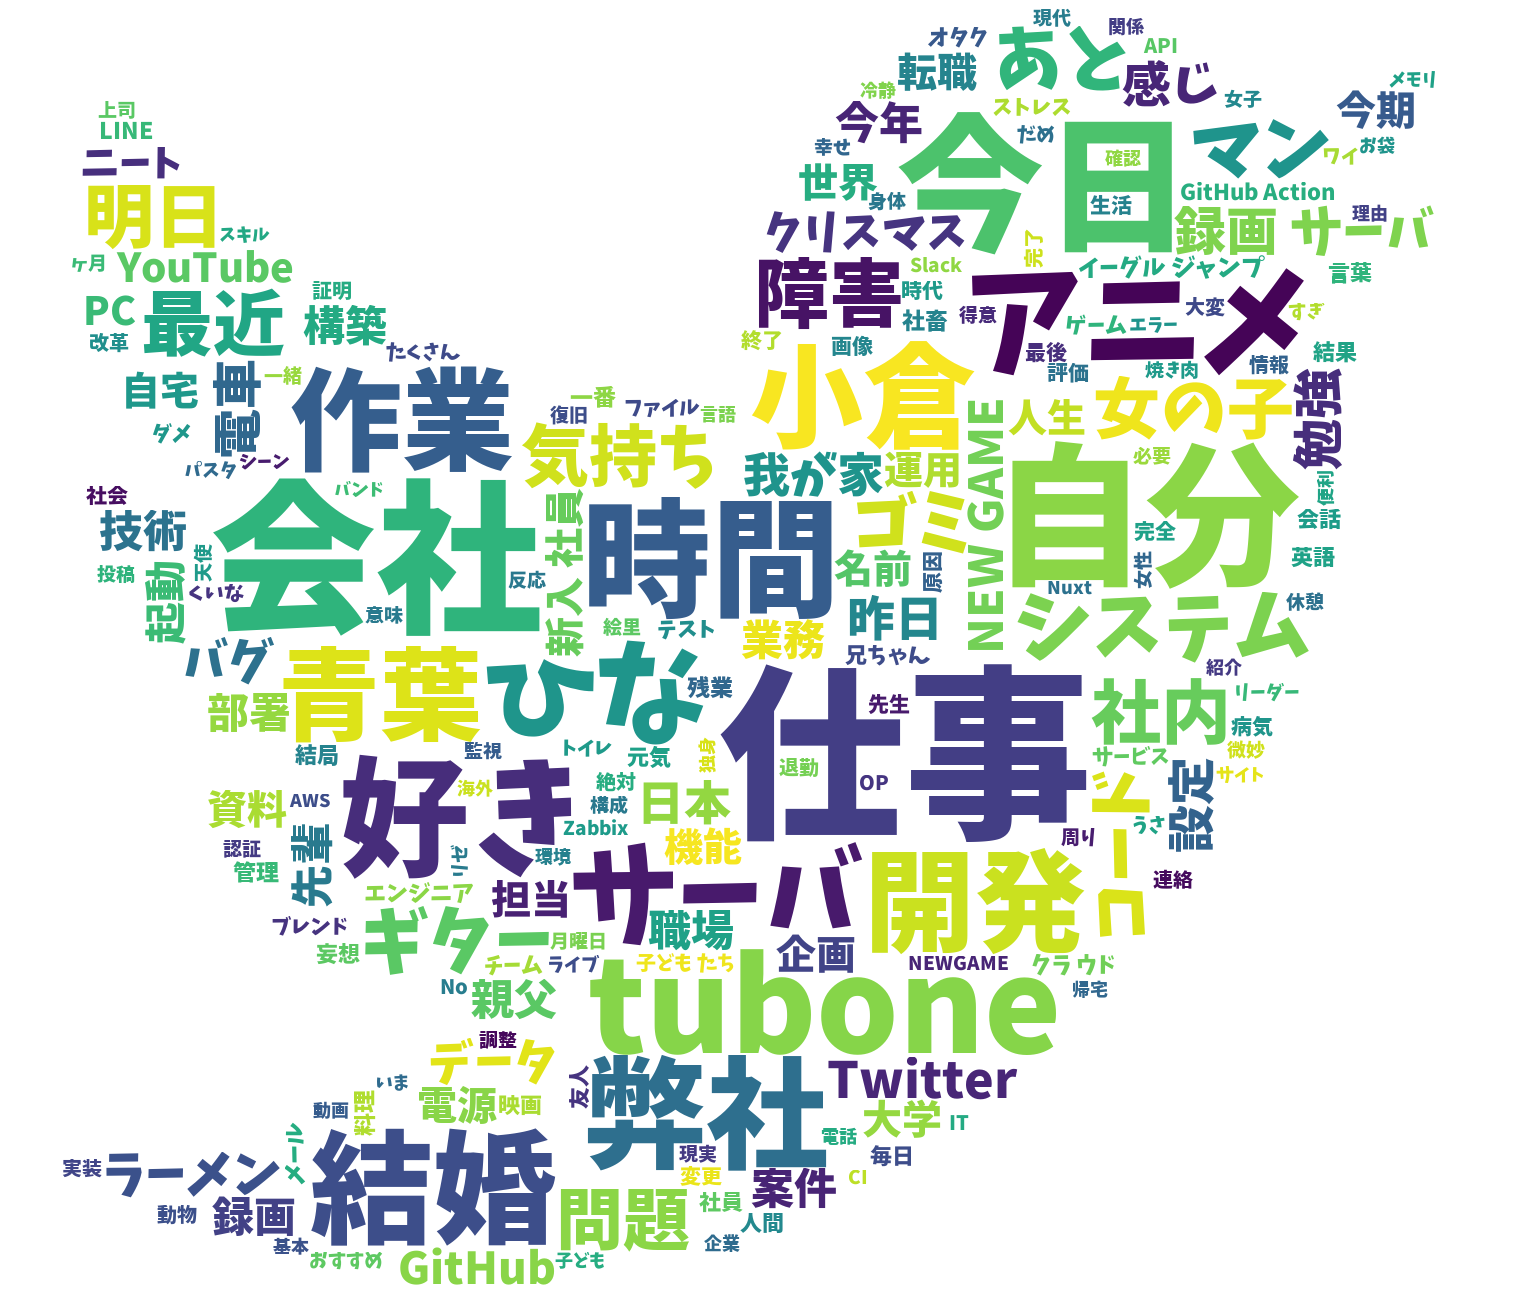 現代
関係
オタク
あと
API
転職
感じ
メモリ
冷静
女子
今期
今年
ストレス
だめ
マン
お袋
幸せ
今日
確認
ワイ
世界
身体
生活
GitHub Action
上司
LINE
ニート
明日
スキル
クリスマス
録画
サーバ
理由
完了
ケ月
YouTube
障害
Slack
イーグル ジャンプ
言葉
PC
最近
証明
時代
アニメ
大変
すぎ
構築
社畜
得意
ゲーム
エラー
改革
たくさん
終了
画像
最後
結果
自宅
電車
一緒
作業
小倉
評価
焼き肉
情報
勉強
一番
復旧
ファイル
言語
人生
女の子
ダメ
気持ち
NEW GAME
パスタ
シーン
我が家
運用
必要
社会
バンド
会社
新入社員
時間
ゴミ
自分
便利
技術
会話
天使
完全
投稿
起動
くいな
反応
名前
原因
女性
英語
意味
昨日
Nuxt
休憩
絵里
テスト
業務
システム
バグ
青葉
ひな
兄ちゃん
紹介
残業
仕事
先生
社内
リーダー
部署
病気
結局
監視
トイレ
元気
独身
サービス
微妙
退勤
OP
サイト
好き
海外
絶対
日本
シーン
設定
資料
AWS
構成
先輩
Zabbix
機能
うさ
認証
リゼ
環境
周り
管理
サーバ
開発
連絡
エンジニア
担当
ブレンド
ギター
職場
妄想
月曜日
企画
チーム
ライブ
子ども たち
NEWGAME
クラウド
No
親父
tubone
帰宅
調整
データ
弊社
Twitter
いま
友人
動画
料理
電源
映画
大学
IT
メール
結婚
電話
実装
ラーメン
現実
毎日
変更
案件
CI
動物
録画
問題
社員
人間
基本
企業
おすすめ
GitHub
子ども